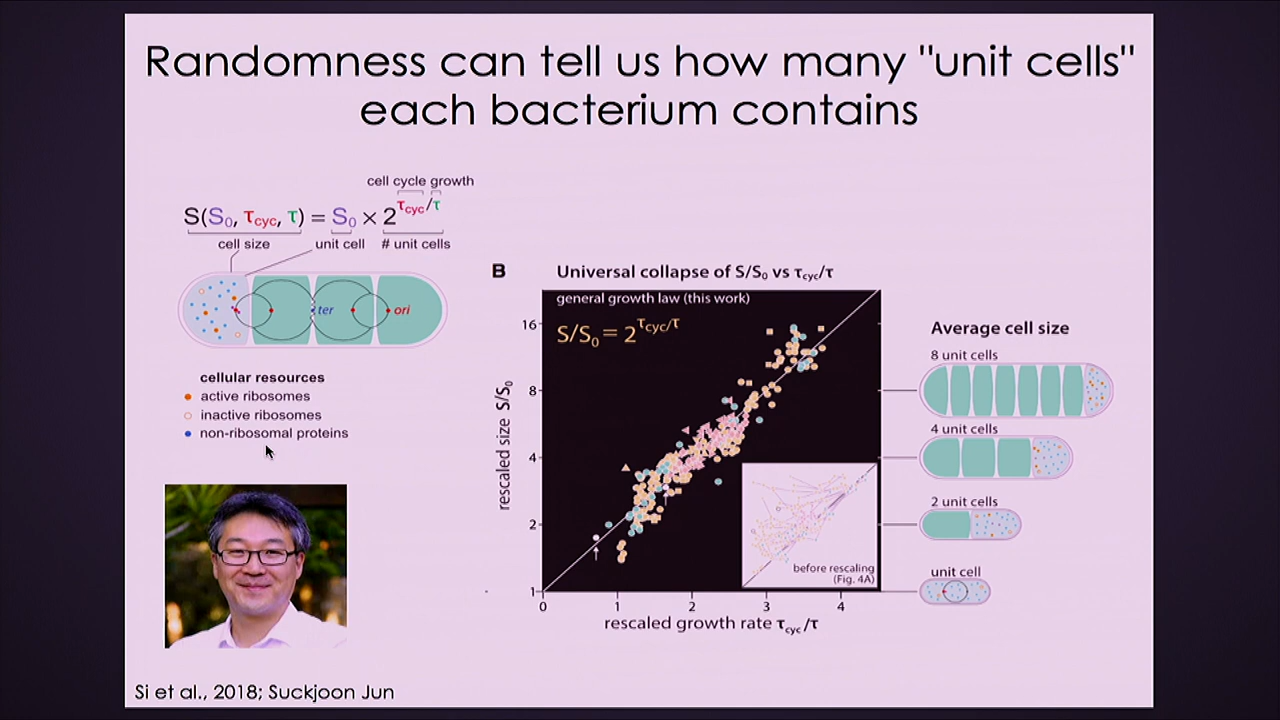 Randomness can tell us how many "unit cells"
each bacterium contains
cell cycle growth
S(S₀, τcyc, τ) = S₀ × 2^τcyc/τ
cell size
unit cell
# unit cells
ter
ori
cellular resources
active ribosomes
inactive ribosomes
non-ribosomal proteins
B
Universal collapse of S/S₀ vs τcyc/τ
general growth law (this work)
S/S₀ = 2^τcyc/τ
rescaled size S/S₀
16
8
4
2
1
0 1 2 3 4
rescaled growth rate τcyc/τ
before rescaling
(Fig. 4A)
Average cell size
8 unit cells
4 unit cells
2 unit cells
unit cell
Si et al., 2018; Suckjoon Jun